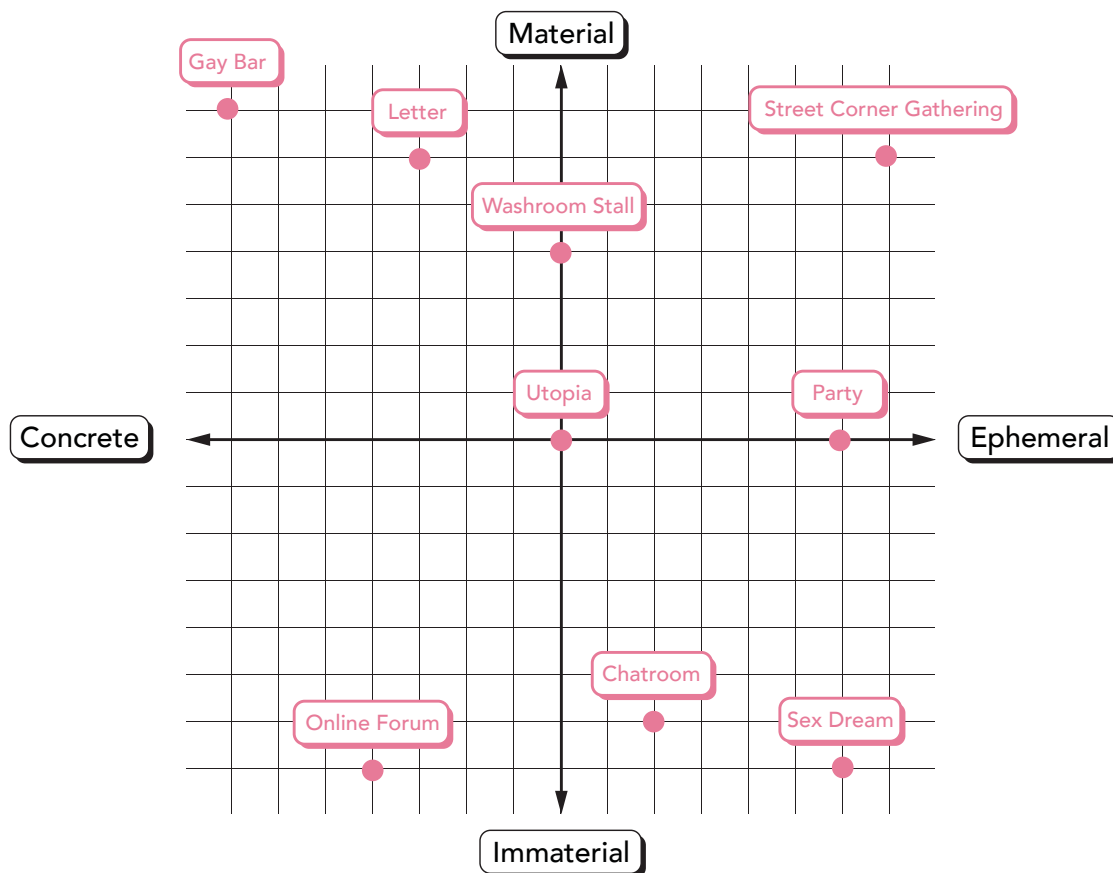 Material
Gay Bar
Letter
Street Corner Gathering
Washroom Stall
Utopia
Party
Concrete
Ephemeral
Chatroom
Online Forum
Sex Dream
Immaterial